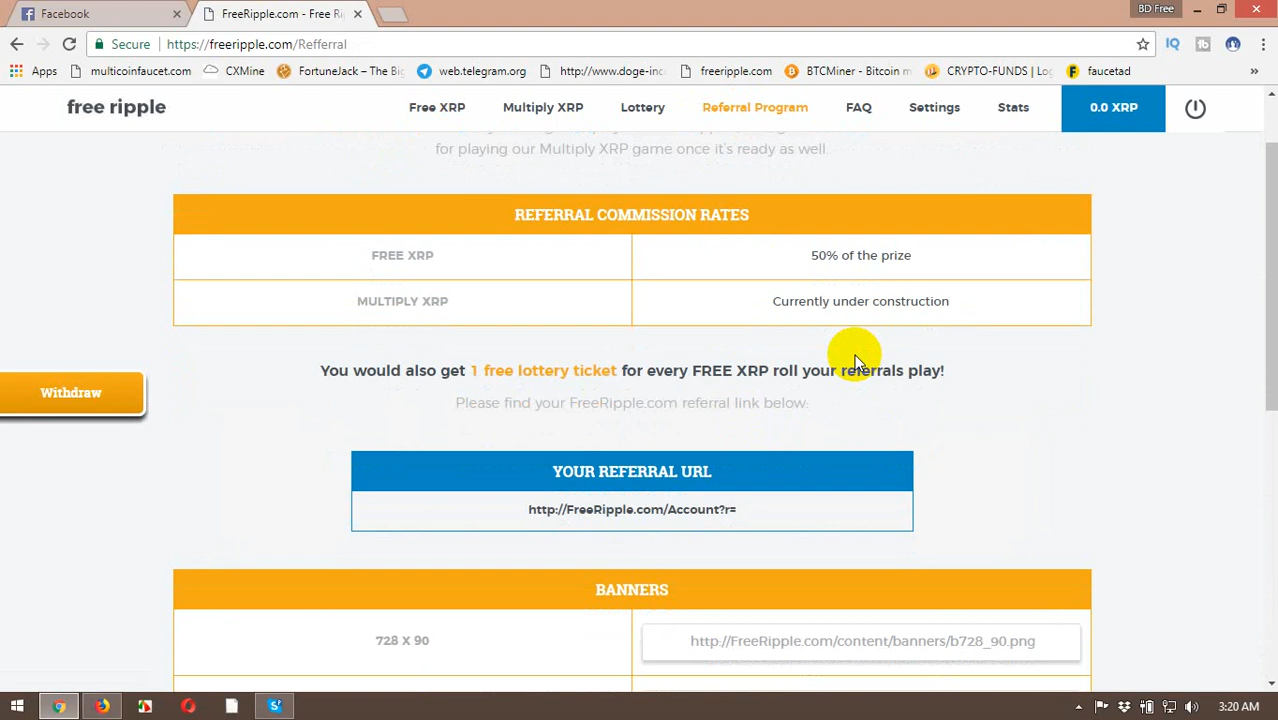 Facebook
FreeRipple.com - Free Ri
BD Free
Secure
https://freeripple.com/Refferral
Apps
multicoinfaucet.com
CXMine
FortuneJack – The Big
web.telegram.org
http://www.doge-inc
freeripple.com
BTCMiner - Bitcoin m
CRYPTO-FUNDS | Log
faucetad
»
free ripple
Free XRP
Multiply XRP
Lottery
Referral Program
FAQ
Settings
Stats
0.0 XRP
for playing our Multiply XRP game once it's ready as well.
REFERRAL COMMISSION RATES
FREE XRP
50% of the prize
MULTIPLY XRP
Currently under construction
You would also get 1 free lottery ticket for every FREE XRP roll your referrals play!
Withdraw
Please find your FreeRipple.com referral link below:
YOUR REFERRAL URL
http://FreeRipple.com/Account?r=
BANNERS
728 X 90
http://FreeRipple.com/content/banners/b728_90.png
3:20 AM